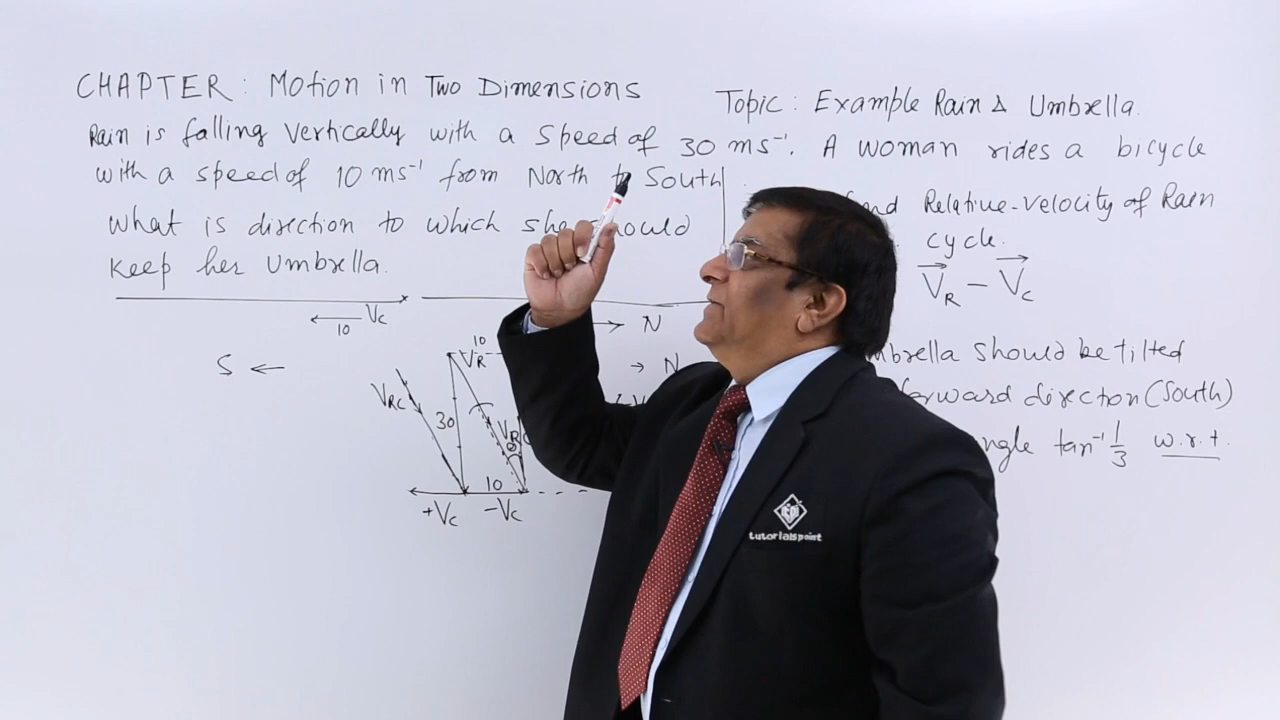 CHAPTER: Motion in Two Dimensions
Topic: Example Rain & Umbrella.
Rain is falling vertically with a speed of 30 ms⁻¹. A woman rides a bicycle
with a speed of 10 ms⁻¹ from North to South
What is direction to which she should
keep her Umbrella.
Relative-velocity of Rain
cycle.
V⃗R − V⃗C
10 VC
N
S
N
10
VR
VRC
30
VR
θ
10
+VC −VC
should be tilted
direction (South)
tan⁻¹ 1/3 w.r.t.
tutorialspoint